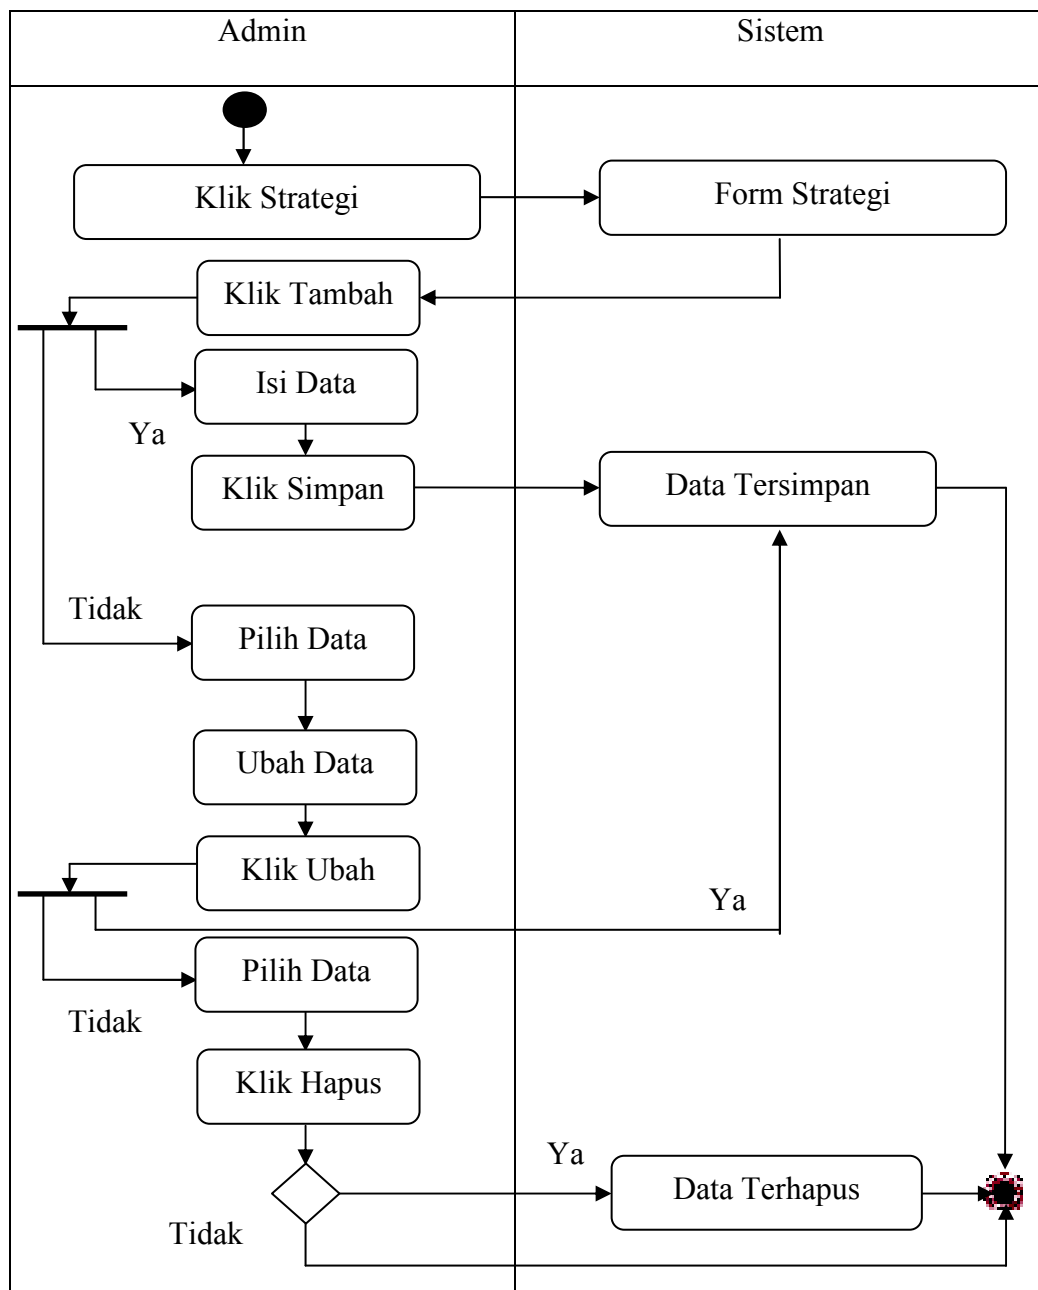 Admin
Sistem
Klik Strategi
Form Strategi
Klik Tambah
Isi Data
Ya
Klik Simpan
Data Tersimpan
Tidak
Pilih Data
Ubah Data
Klik Ubah
Ya
Pilih Data
Tidak
Klik Hapus
Ya
Data Terhapus
Tidak